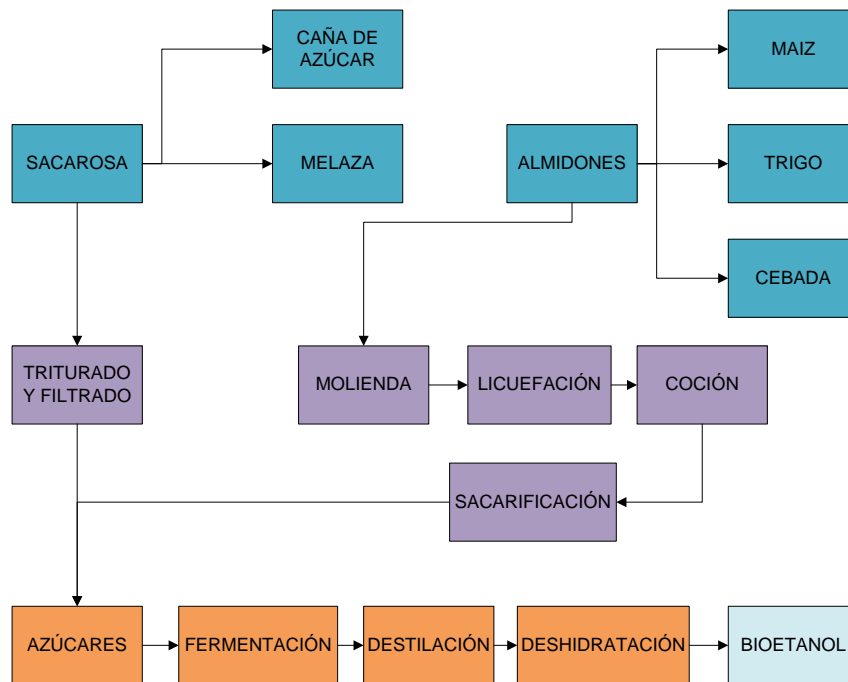 CAÑA DE
AZÚCAR
MAIZ
SACAROSA
MELAZA
ALMIDONES
TRIGO
CEBADA
TRITURADO
Y FILTRADO
MOLIENDA
LICUEFACIÓN
COCIÓN
SACARIFICACIÓN
AZÚCARES
FERMENTACIÓN
DESTILACIÓN
DESHIDRATACIÓN
BIOETANOL